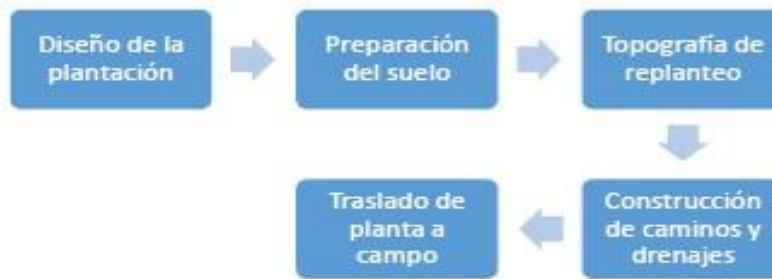 Diseño de la
plantación
Preparación
del suelo
Topografía de
replanteo
Construcción
de caminos y
drenajes
Traslado de
planta a
campo